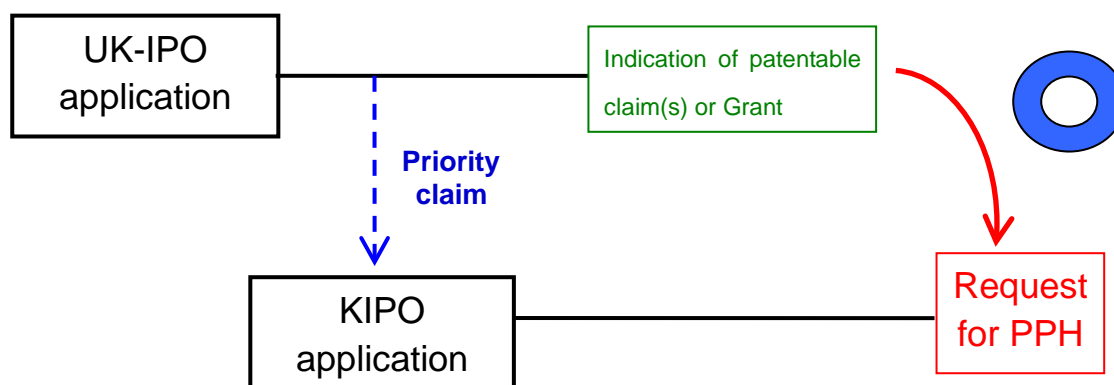 UK-IPO
application
Indication of patentable
claim(s) or Grant
Priority
claim
KIPO
application
Request
for PPH